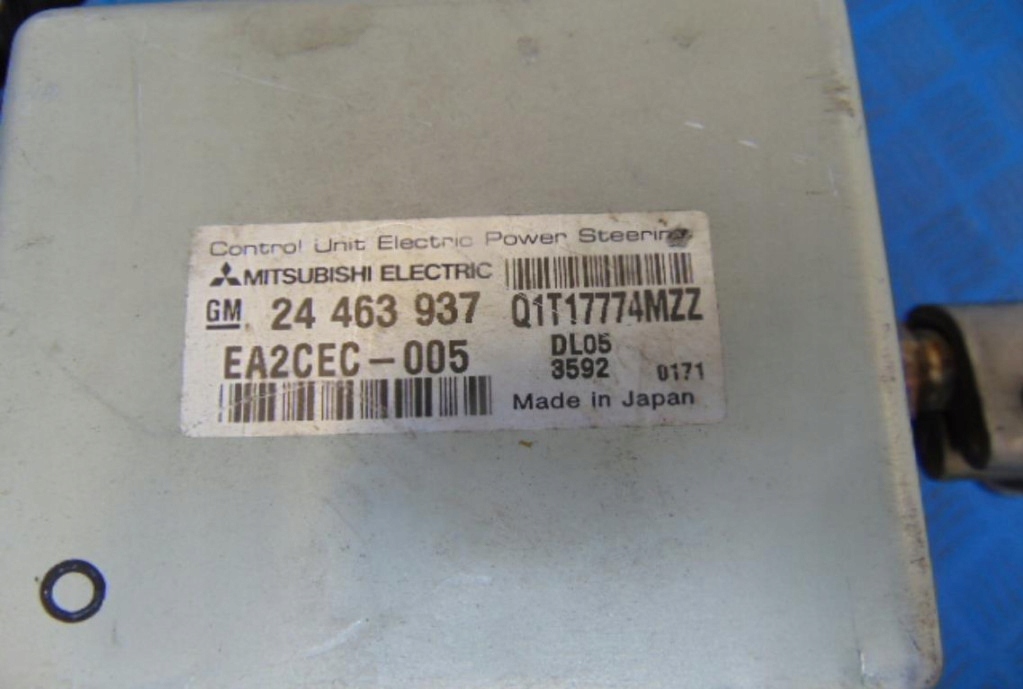 Control Unit Electric Power Steering
MITSUBISHI ELECTRIC
GM 24 463 937 Q1T17774MZZ
EA2CEC-005 DL05
3592 0171
Made in Japan